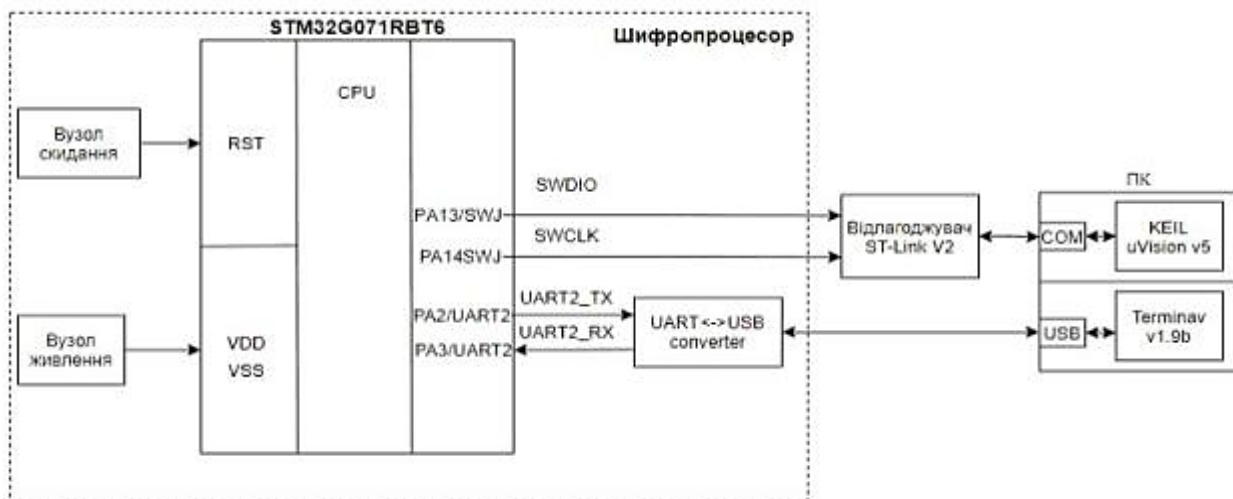 STM32G071RBT6
Шифропроцесор
CPU
Вузол
скидання
RST
SWDIO
ПК
PA13/SWJ
SWCLK
Відлагоджувач
ST-Link V2
COM
KEIL
uVision v5
PA14SWJ
UART2_TX
PA2/UART2
UART2_RX
UART<->USB
converter
USB
Terminav
v1.9b
Вузол
живлення
VDD
VSS
PA3/UART2